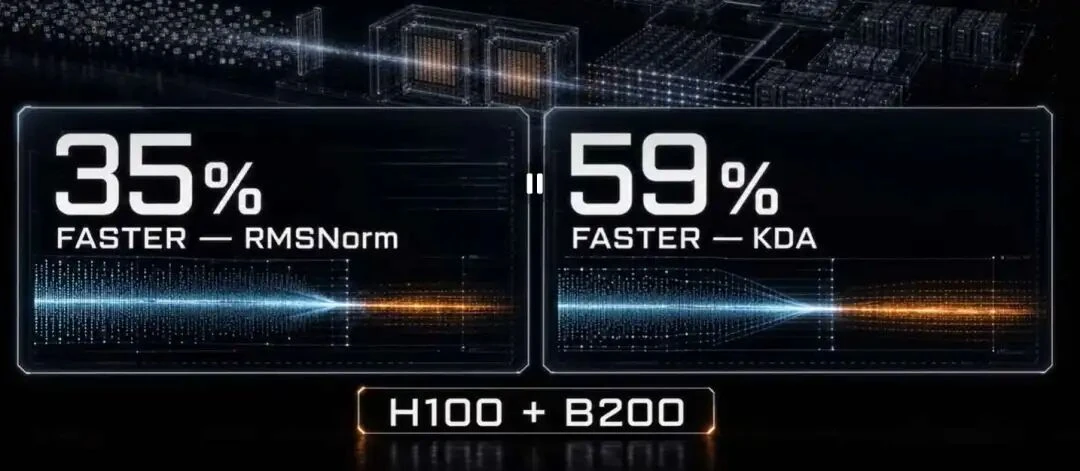 35%
FASTER — RMSNorm
59%
FASTER — KDA
H100 + B200